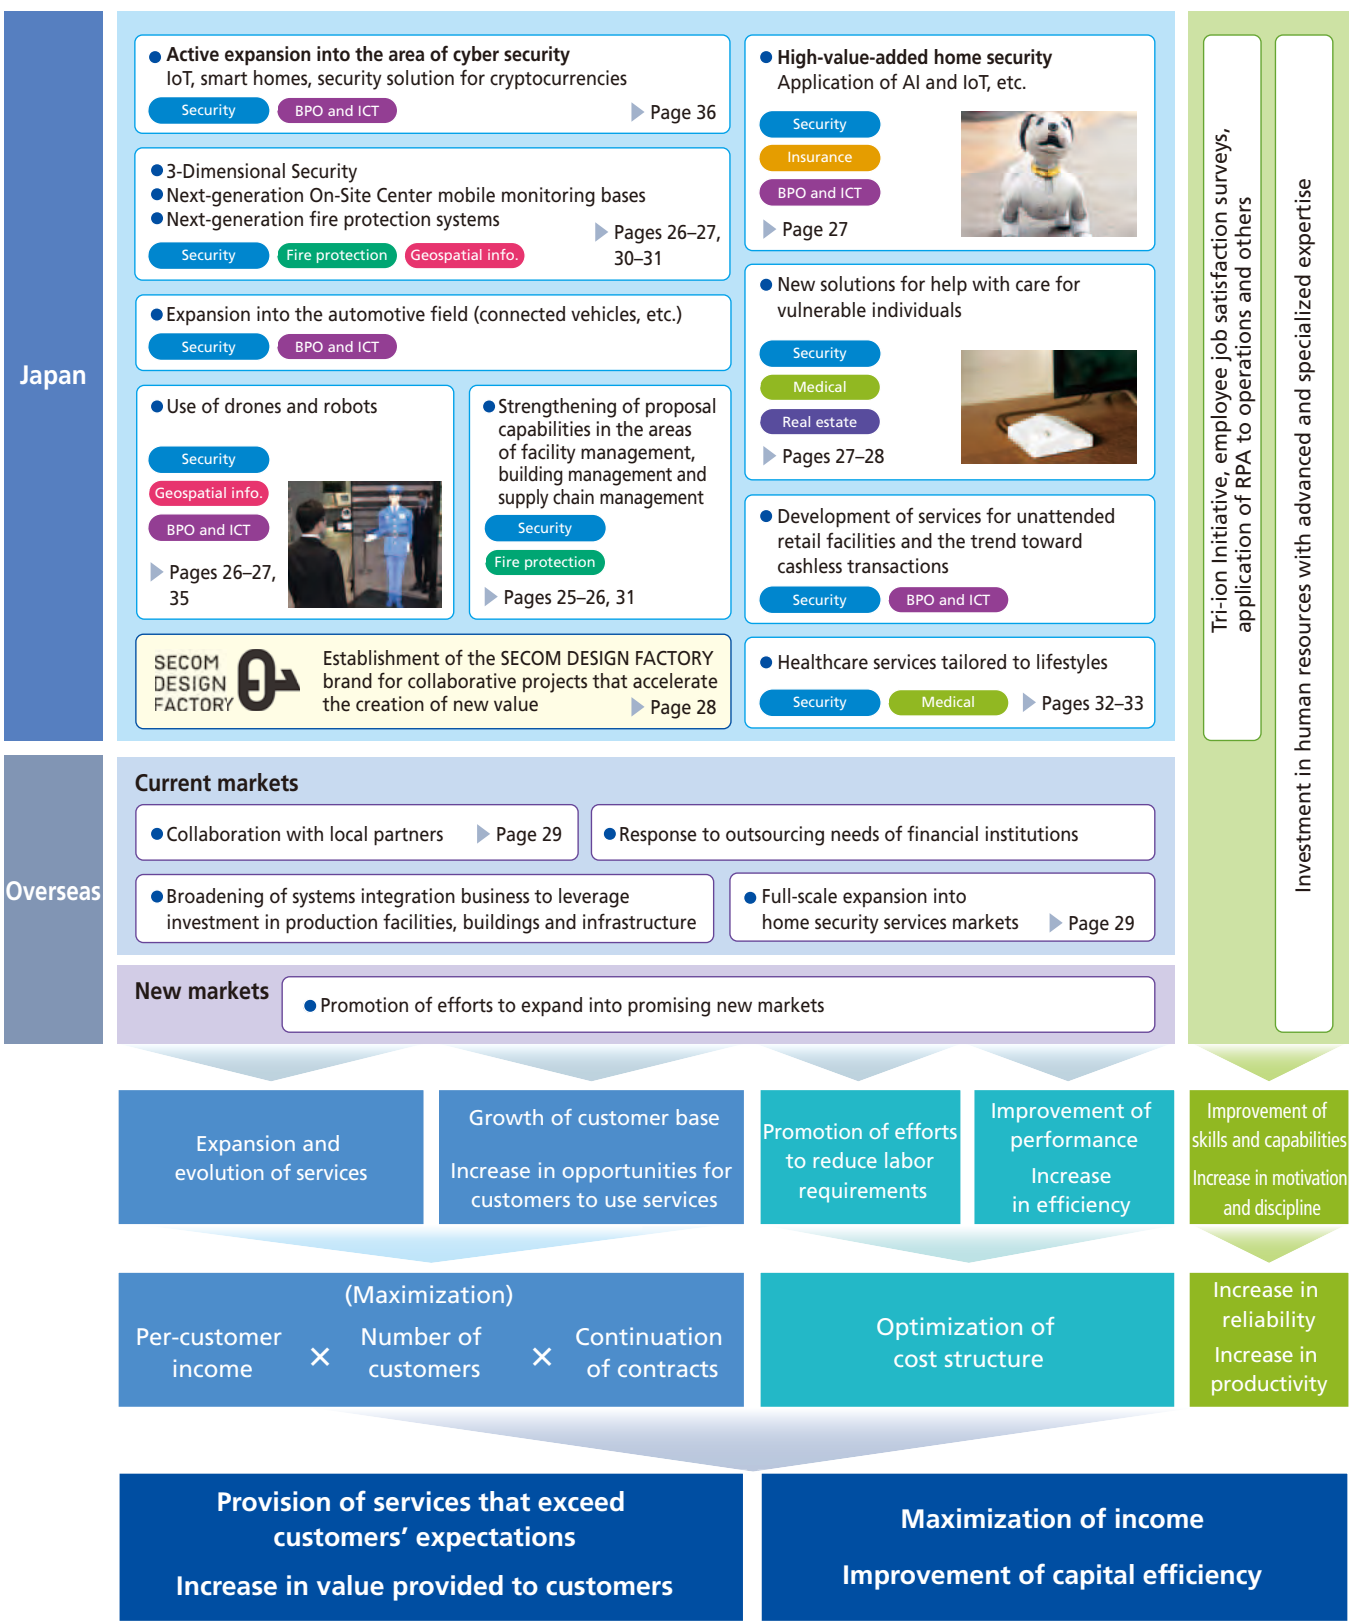 Japan
Active expansion into the area of cyber security
IoT, smart homes, security solution for cryptocurrencies
Security
BPO and ICT
Page 36
3-Dimensional Security
Next-generation On-Site Center mobile monitoring bases
Next-generation fire protection systems
Security
Fire protection
Geospatial info.
Pages 26–27,
30–31
Expansion into the automotive field (connected vehicles, etc.)
Security
BPO and ICT
Use of drones and robots
Security
Geospatial info.
BPO and ICT
Pages 26–27,
35
Strengthening of proposal
capabilities in the areas
of facility management,
building management and
supply chain management
Security
Fire protection
Pages 25–26, 31
SECOM
DESIGN
FACTORY
Establishment of the SECOM DESIGN FACTORY
brand for collaborative projects that accelerate
the creation of new value
Page 28
High-value-added home security
Application of AI and IoT, etc.
Security
Insurance
BPO and ICT
Page 27
New solutions for help with care for
vulnerable individuals
Security
Medical
Real estate
Pages 27–28
Development of services for unattended
retail facilities and the trend toward
cashless transactions
Security
BPO and ICT
Healthcare services tailored to lifestyles
Security
Medical
Pages 32–33
Tri-ion Initiative, employee job satisfaction surveys,
application of RPA to operations and others
Investment in human resources with advanced and specialized expertise
Overseas
Current markets
Collaboration with local partners
Page 29
Response to outsourcing needs of financial institutions
Broadening of systems integration business to leverage
investment in production facilities, buildings and infrastructure
Full-scale expansion into
home security services markets
Page 29
New markets
Promotion of efforts to expand into promising new markets
Expansion and
evolution of services
Growth of customer base
Increase in opportunities for
customers to use services
Promotion of efforts
to reduce labor
requirements
Improvement of
performance
Increase
in efficiency
Improvement of
skills and capabilities
Increase in motivation
and discipline
(Maximization)
Per-customer
income
×
Number of
customers
×
Continuation
of contracts
Optimization of
cost structure
Increase in
reliability
Increase in
productivity
Provision of services that exceed
customers’ expectations
Increase in value provided to customers
Maximization of income
Improvement of capital efficiency